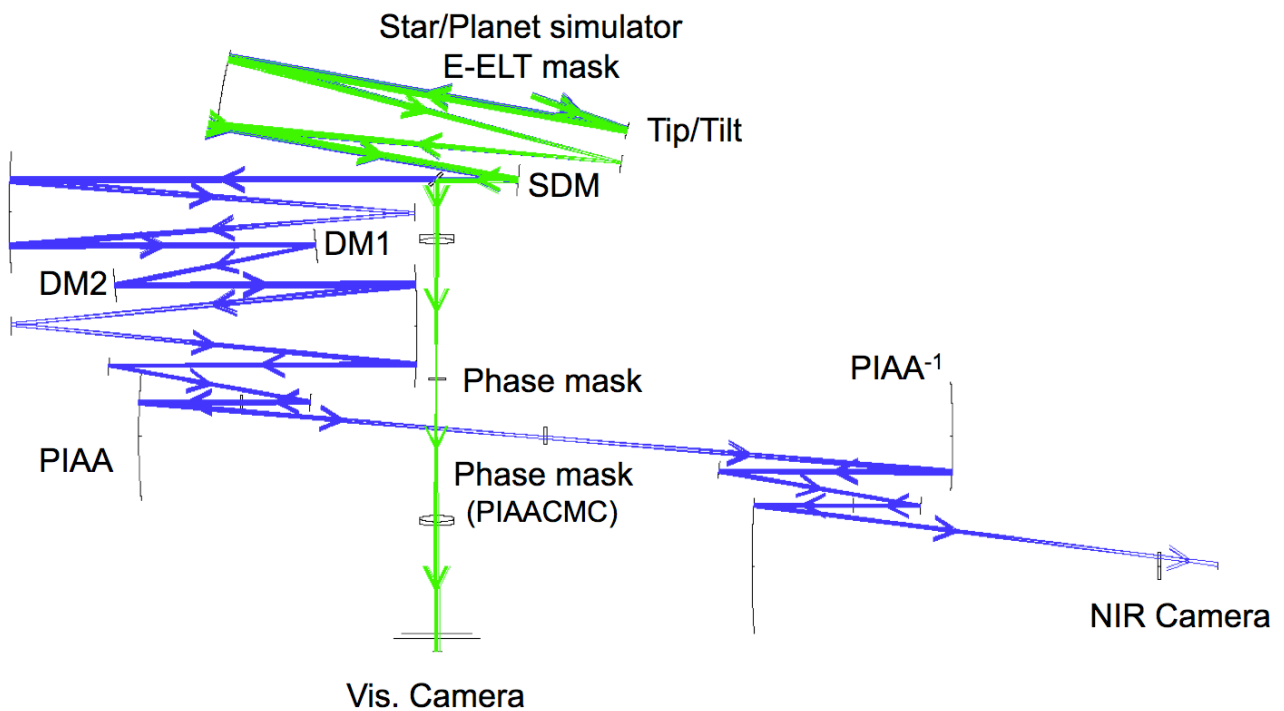 Star/Planet simulator
E-ELT mask
Tip/Tilt
SDM
DM1
DM2
Phase mask
PIAA⁻¹
PIAA
Phase mask
(PIAACMC)
NIR Camera
Vis. Camera